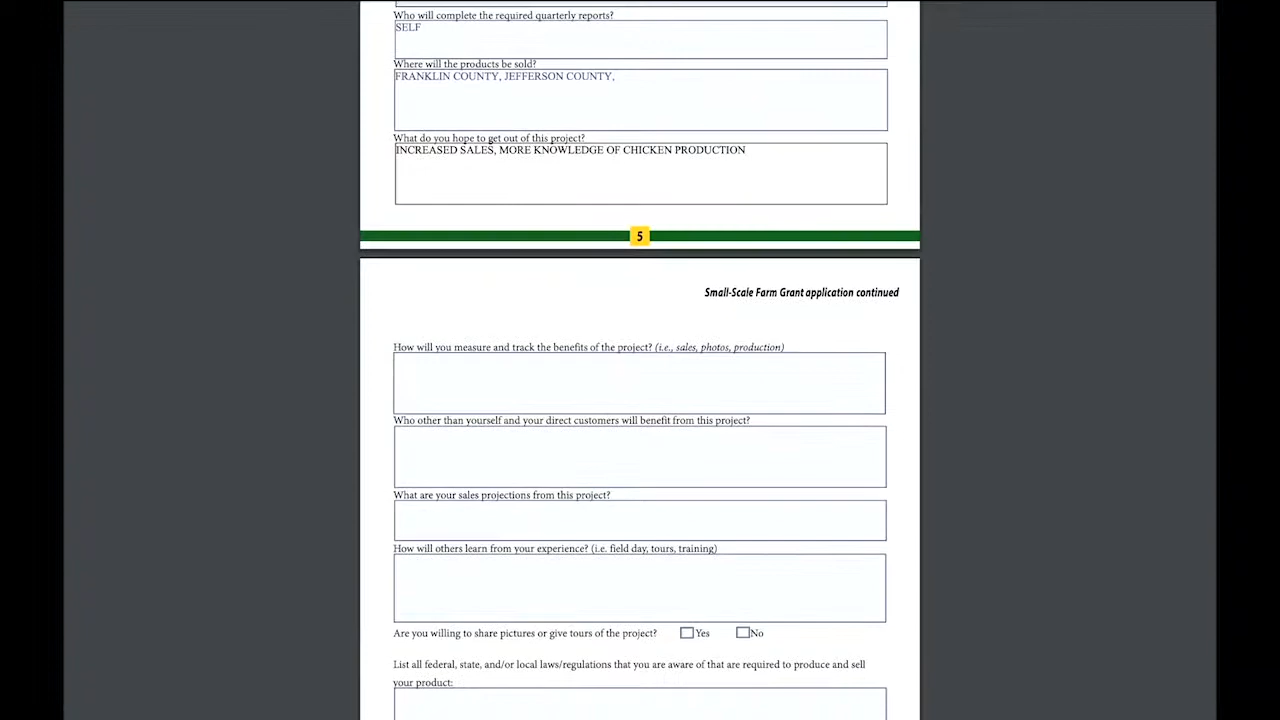 Who will complete the required quarterly reports?
SELF
Where will the products be sold?
FRANKLIN COUNTY, JEFFERSON COUNTY,
What do you hope to get out of this project?
INCREASED SALES, MORE KNOWLEDGE OF CHICKEN PRODUCTION
5
Small-Scale Farm Grant application continued
How will you measure and track the benefits of the project? (i.e., sales, photos, production)
Who other than yourself and your direct customers will benefit from this project?
What are your sales projections from this project?
How will others learn from your experience? (i.e. field day, tours, training)
Are you willing to share pictures or give tours of the project? Yes No
List all federal, state, and/or local laws/regulations that you are aware of that are required to produce and sell
your product: